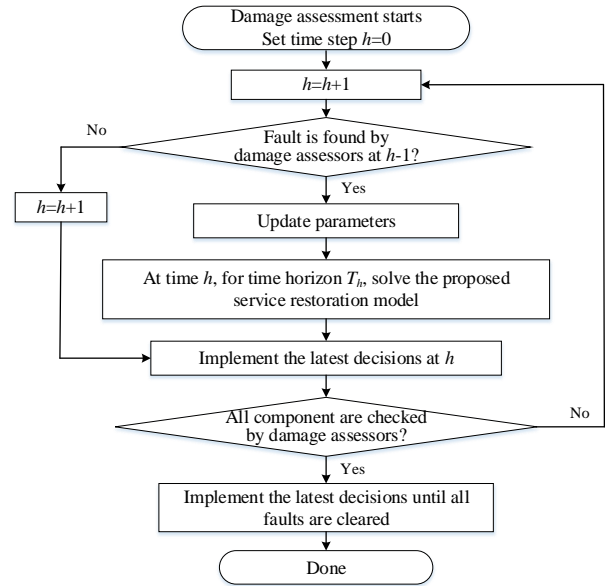 Damage assessment starts
Set time step h=0
h=h+1
No
Fault is found by
damage assessors at h-1?
Yes
h=h+1
Update parameters
At time h, for time horizon Th, solve the proposed
service restoration model
Implement the latest decisions at h
All component are checked
by damage assessors?
No
Yes
Implement the latest decisions until all
faults are cleared
Done